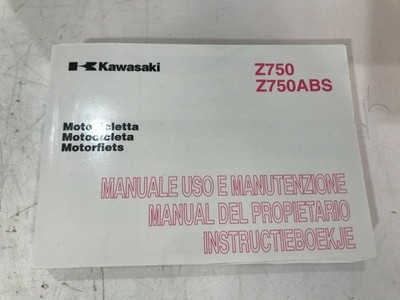 Kawasaki
Z750
Z750ABS
Motocicletta
Motocicleta
Motorfiets
MANUALE USO E MANUTENZIONE
MANUAL DEL PROPIETARIO
INSTRUCTIEBOEKJE